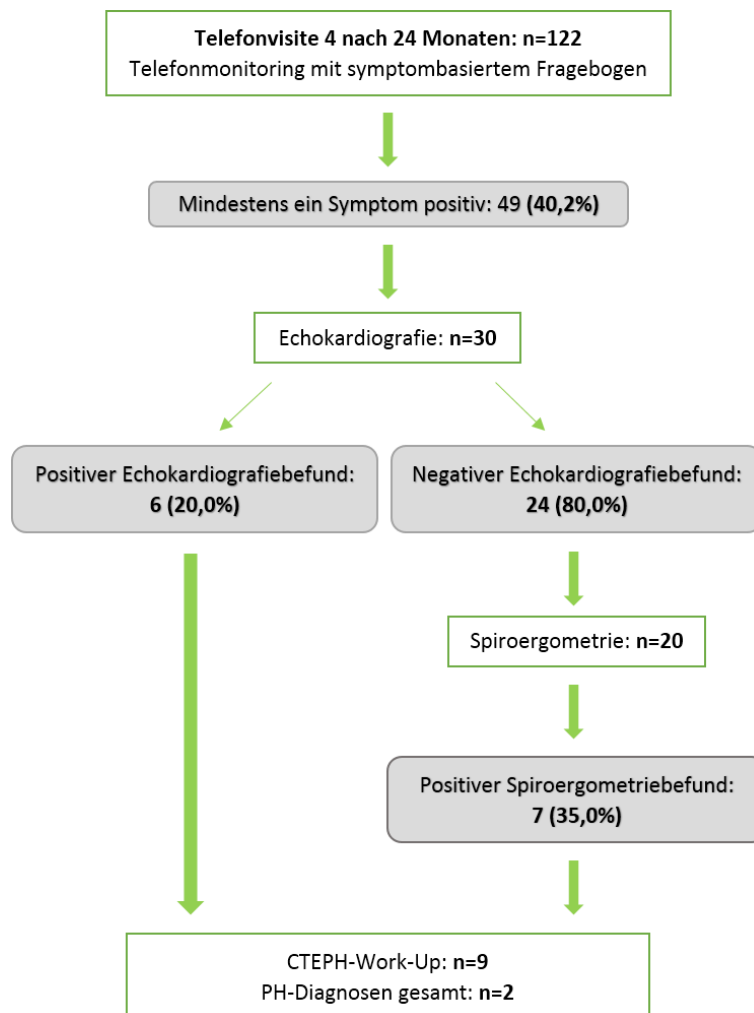 Telefonvisite 4 nach 24 Monaten: n=122
Telefonmonitoring mit symptombasiertem Fragebogen
Mindestens ein Symptom positiv: 49 (40,2%)
Echokardiografie: n=30
Positiver Echokardiografiebefund:
6 (20,0%)
Negativer Echokardiografiebefund:
24 (80,0%)
Spiroergometrie: n=20
Positiver Spiroergometriebefund:
7 (35,0%)
CTEPH-Work-Up: n=9
PH-Diagnosen gesamt: n=2